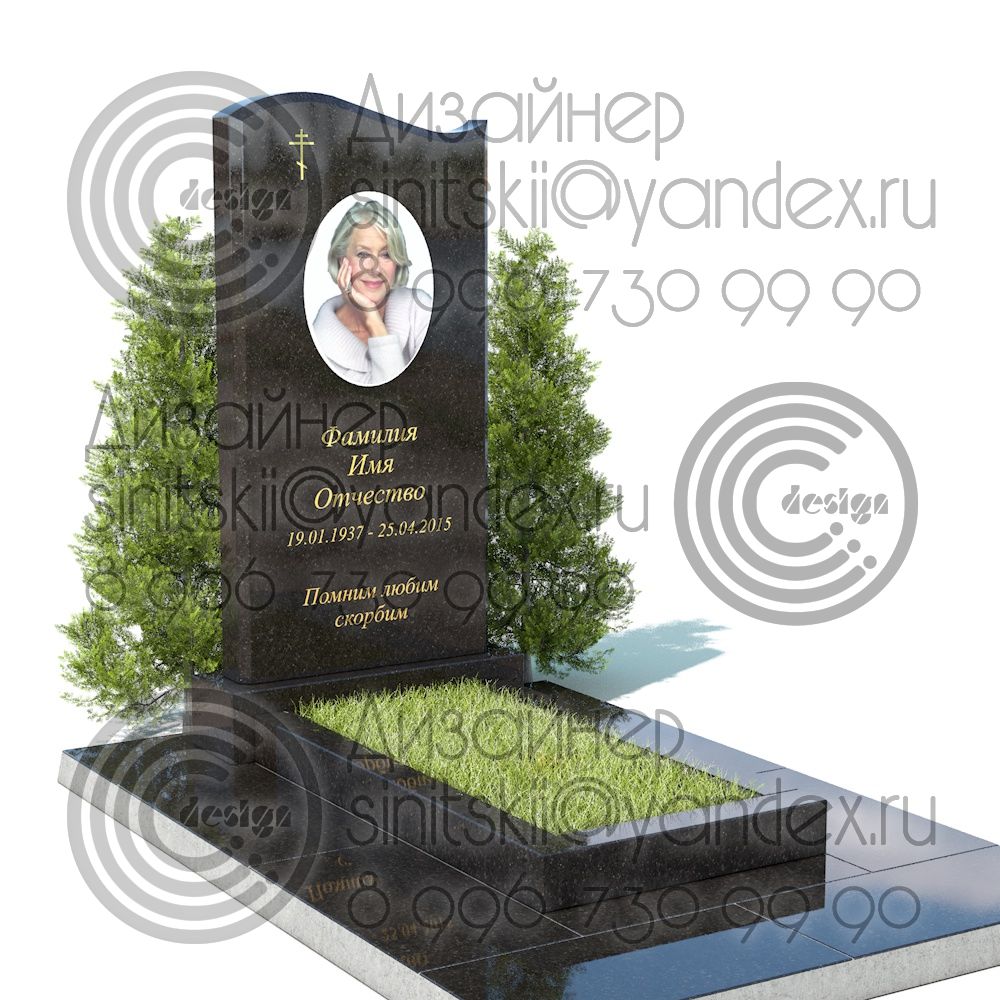 Дизайнер
sinitskii@yandex.ru
8 996 730 99 90
design
Фамилия
Имя
Отчество
19.01.1937 - 25.04.2015
Помним любим
скорбим
Дизайнер
sinitskii@yandex.ru
8 996 730 99 90
design
Дизайнер
sinitskii@yandex.ru
8 996 730 99 90
design